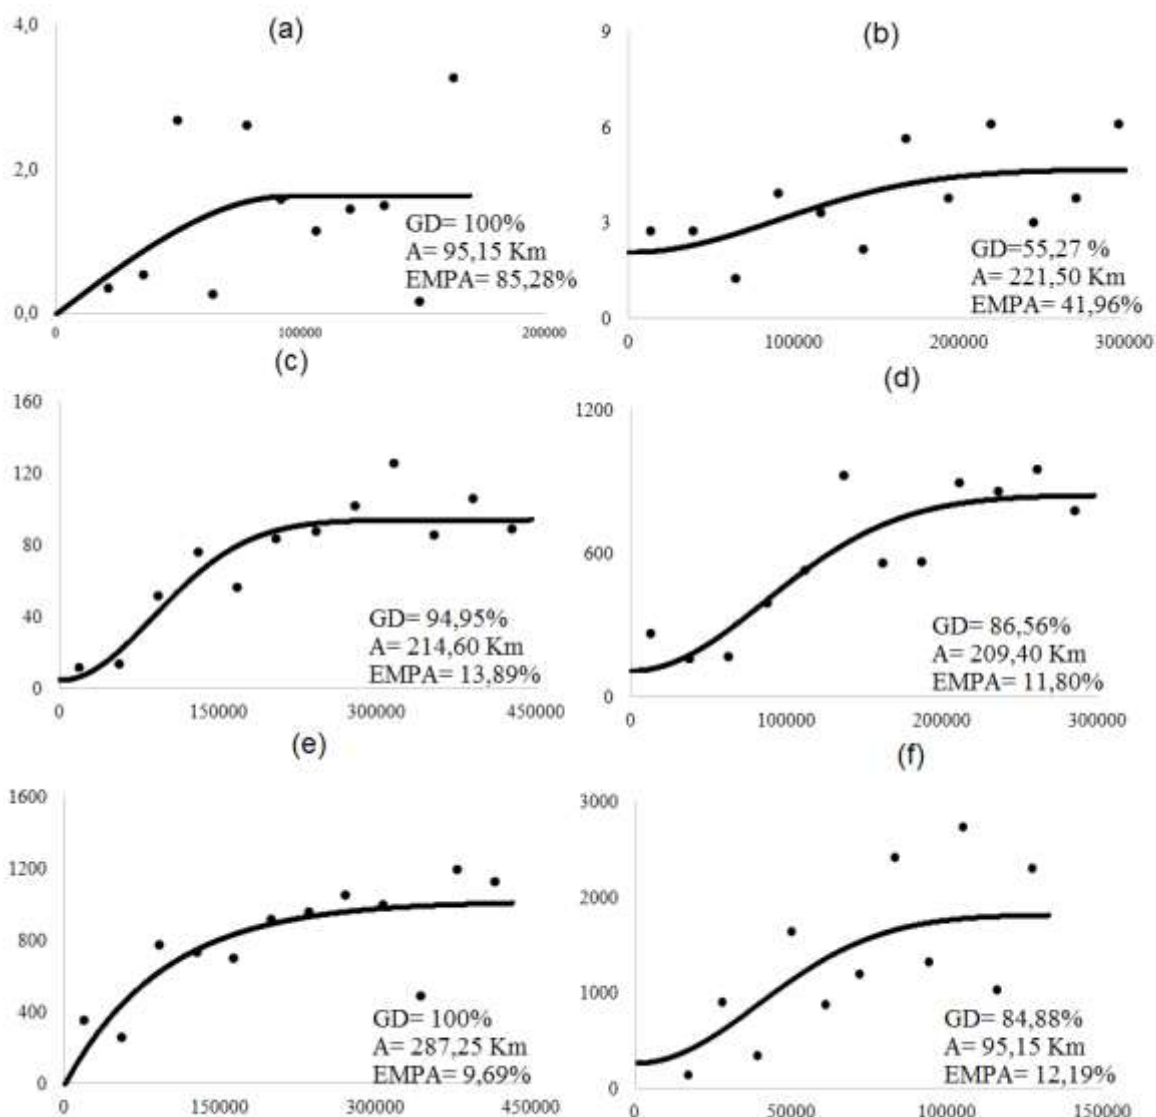 (a)
4,0
2,0
0,0
0
100000
200000
GD= 100%
A= 95,15 Km
EMPA= 85,28%
(b)
9
6
3
0
0
100000
200000
300000
GD=55,27 %
A= 221,50 Km
EMPA= 41,96%
(c)
160
120
80
40
0
0
150000
300000
450000
GD= 94,95%
A= 214,60 Km
EMPA= 13,89%
(d)
1200
600
0
0
100000
200000
300000
GD= 86,56%
A= 209,40 Km
EMPA= 11,80%
(e)
1600
1200
800
400
0
0
150000
300000
450000
GD= 100%
A= 287,25 Km
EMPA= 9,69%
(f)
3000
2000
1000
0
0
50000
100000
150000
GD= 84,88%
A= 95,15 Km
EMPA= 12,19%